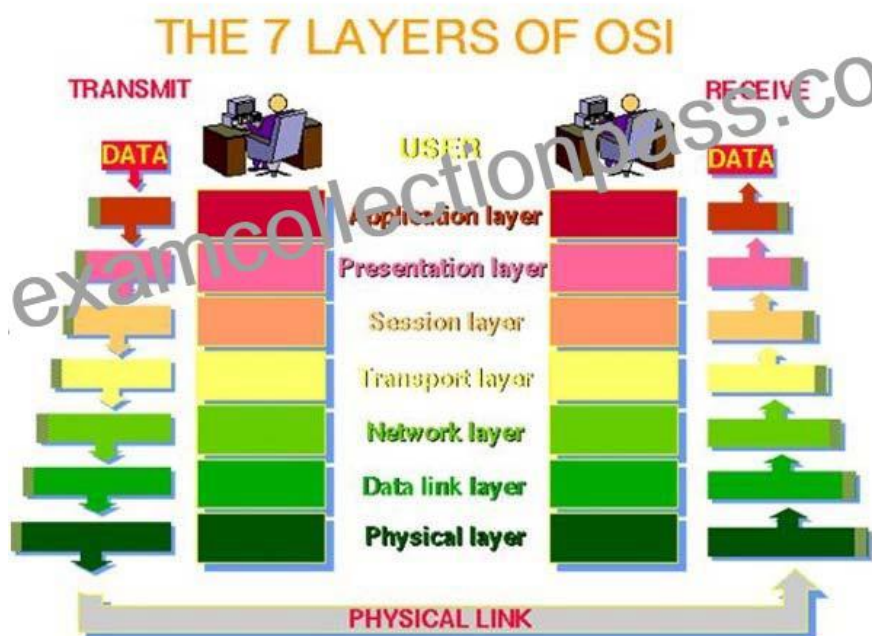 THE 7 LAYERS OF OSI
TRANSMIT
RECEIVE
DATA
USER
DATA
Application layer
Presentation layer
Session layer
Transport layer
Network layer
Data link layer
Physical layer
PHYSICAL LINK
examcollectionpass.co